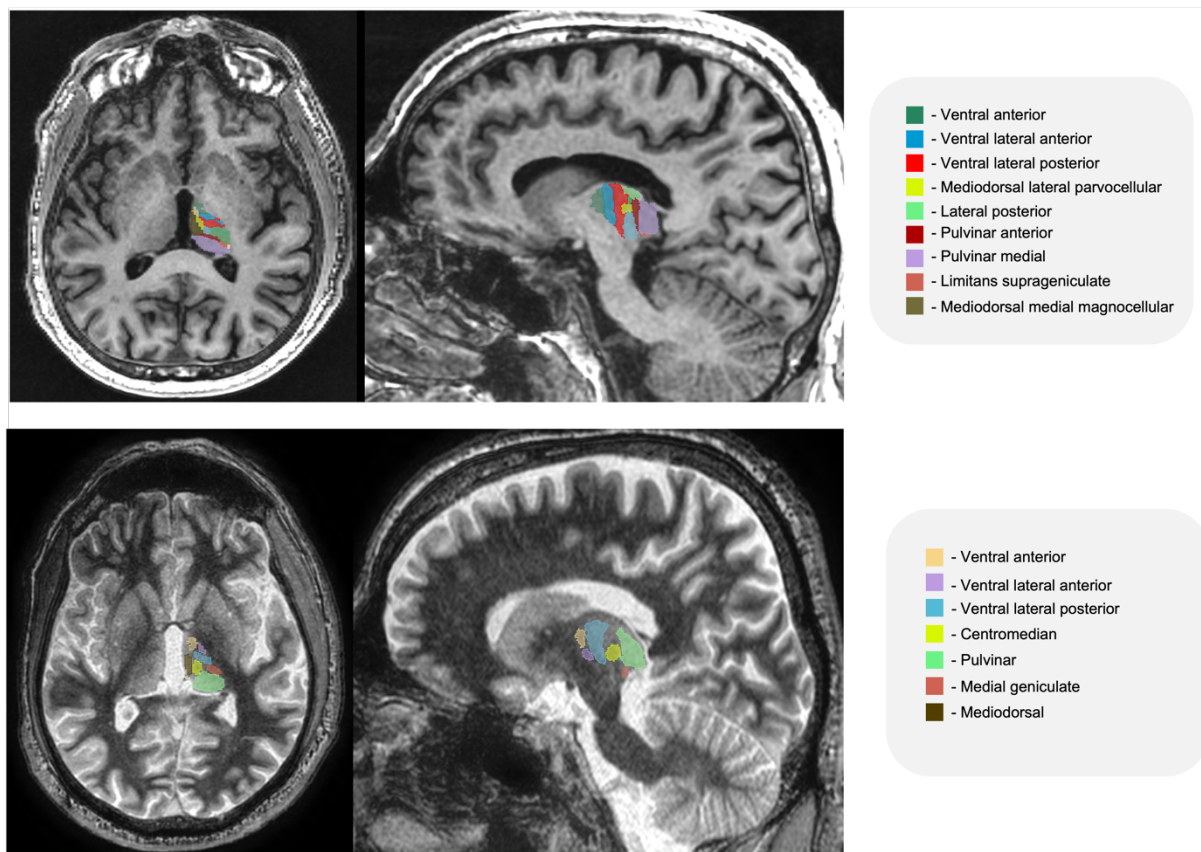 - Ventral anterior
- Ventral lateral anterior
- Ventral lateral posterior
- Mediodorsal lateral parvocellular
- Lateral posterior
- Pulvinar anterior
- Pulvinar medial
- Limitans suprageniculate
- Mediodorsal medial magnocellular
- Ventral anterior
- Ventral lateral anterior
- Ventral lateral posterior
- Centromedian
- Pulvinar
- Medial geniculate
- Mediodorsal